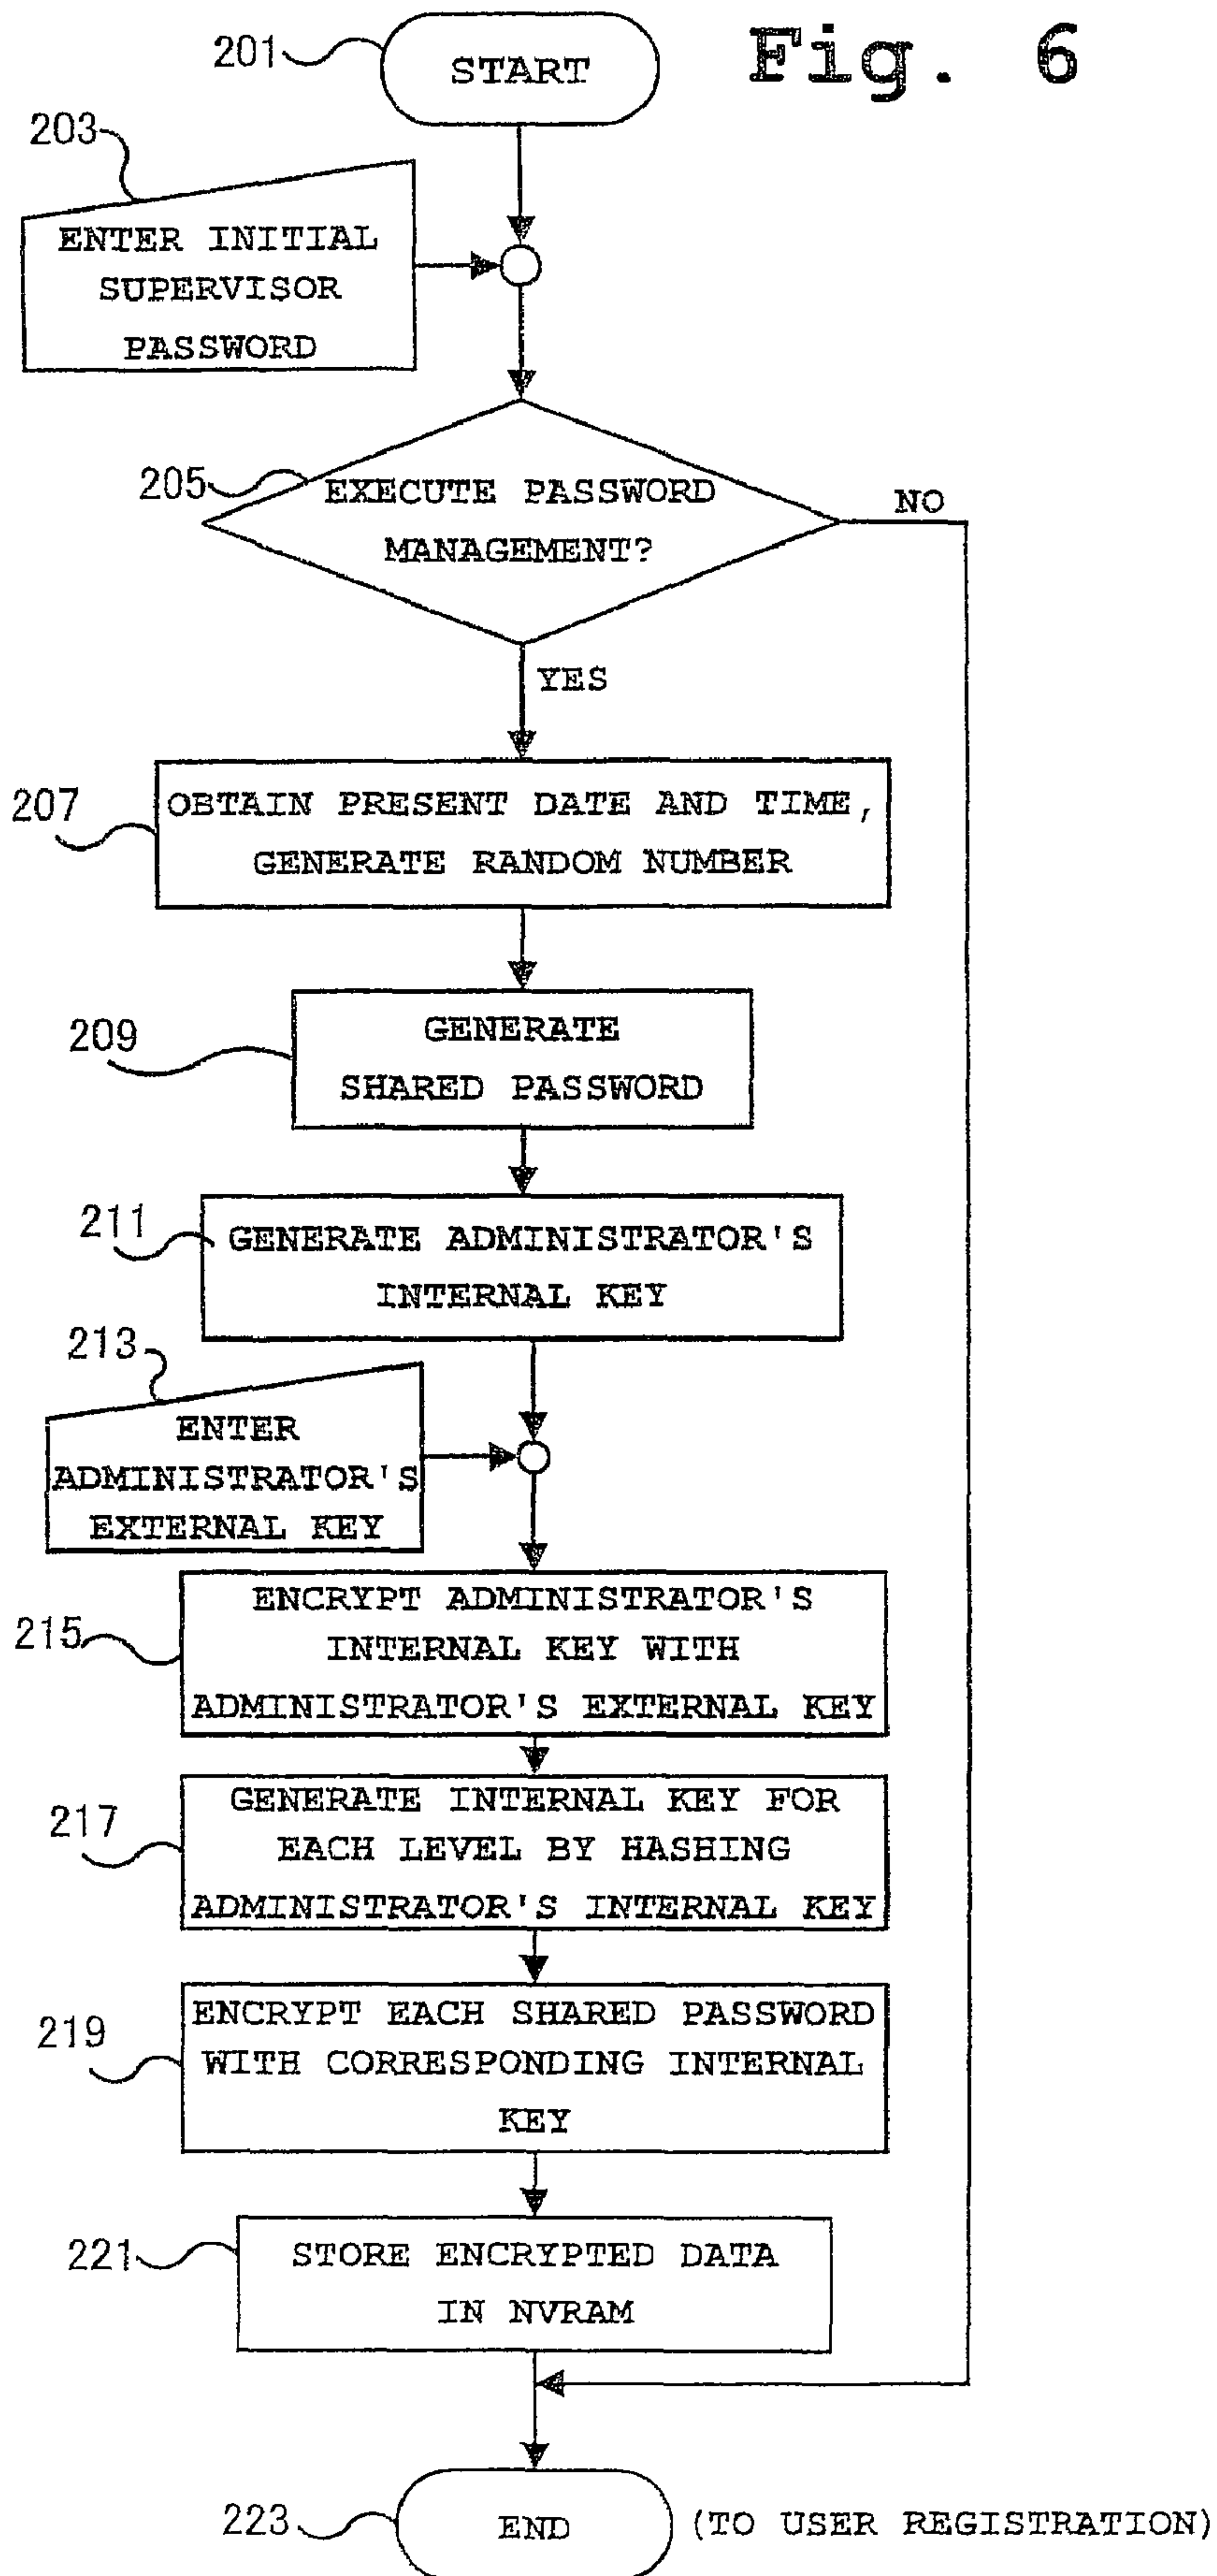 Fig. 6
201
START
203
ENTER INITIAL
SUPERVISOR
PASSWORD
205
EXECUTE PASSWORD
MANAGEMENT?
NO
YES
207
OBTAIN PRESENT DATE AND TIME,
GENERATE RANDOM NUMBER
209
GENERATE
SHARED PASSWORD
211
GENERATE ADMINISTRATOR'S
INTERNAL KEY
213
ENTER
ADMINISTRATOR'S
EXTERNAL KEY
215
ENCRYPT ADMINISTRATOR'S
INTERNAL KEY WITH
ADMINISTRATOR'S EXTERNAL KEY
217
GENERATE INTERNAL KEY FOR
EACH LEVEL BY HASHING
ADMINISTRATOR'S INTERNAL KEY
219
ENCRYPT EACH SHARED PASSWORD
WITH CORRESPONDING INTERNAL
KEY
221
STORE ENCRYPTED DATA
IN NVRAM
223
END
(TO USER REGISTRATION)